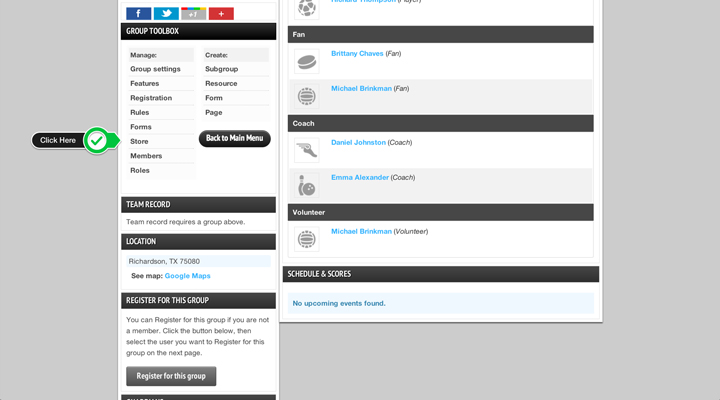 +1
GROUP TOOLBOX
Manage:
Group settings
Features
Registration
Rules
Forms
Store
Members
Roles
Create:
Subgroup
Resource
Form
Page
Back to Main Menu
Click Here
TEAM RECORD
Team record requires a group above.
LOCATION
Richardson, TX 75080
See map: Google Maps
REGISTER FOR THIS GROUP
You can Register for this group if you are not
a member. Click the button below, then
select the user you want to Register for this
group on the next page.
Register for this group
Fan
Brittany Chaves (Fan)
Michael Brinkman (Fan)
Coach
Daniel Johnston (Coach)
Emma Alexander (Coach)
Volunteer
Michael Brinkman (Volunteer)
SCHEDULE & SCORES
No upcoming events found.